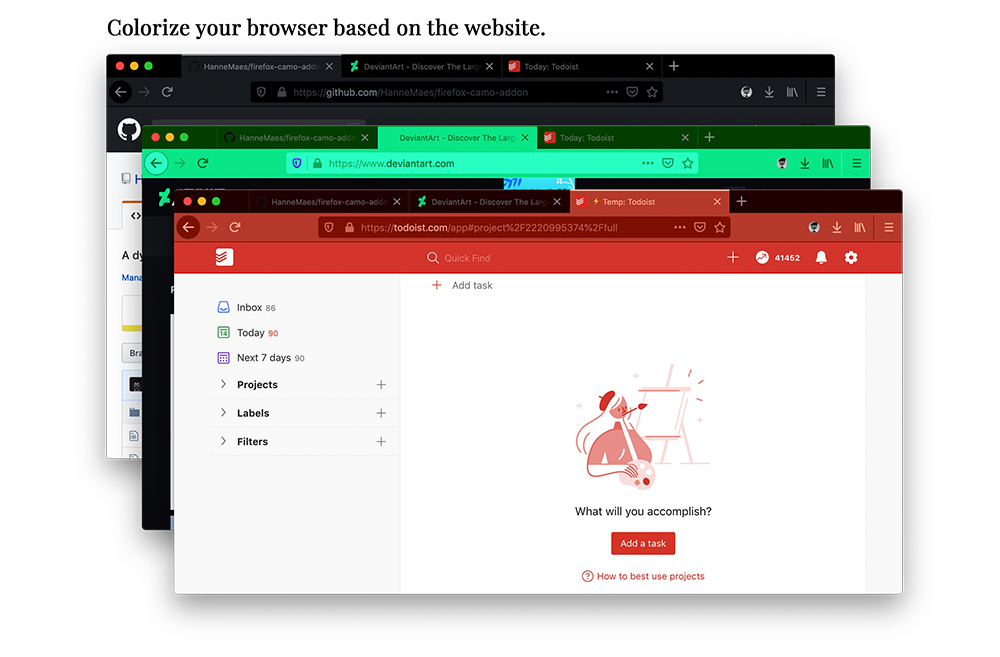 Colorize your browser based on the website.
HanneMaes/firefox-camo-addo
DeviantArt - Discover The Larg
Today: Todoist
https://github.com/HanneMaes/firefox-camo-addon
HanneMaes/firefox-camo-addo
DeviantArt - Discover The Larg
Today: Todoist
https://www.deviantart.com
HanneMaes/firefox-camo-addo
DeviantArt - Discover The Larg
⚡ Temp: Todoist
https://todoist.com/app#project%2F2220995374%2Ffull
Quick Find
41452
A dy
Mana
Bra
Add task
Inbox 86
14
Today 90
Next 7 days 90
Projects
Labels
Filters
What will you accomplish?
Add a task
How to best use projects